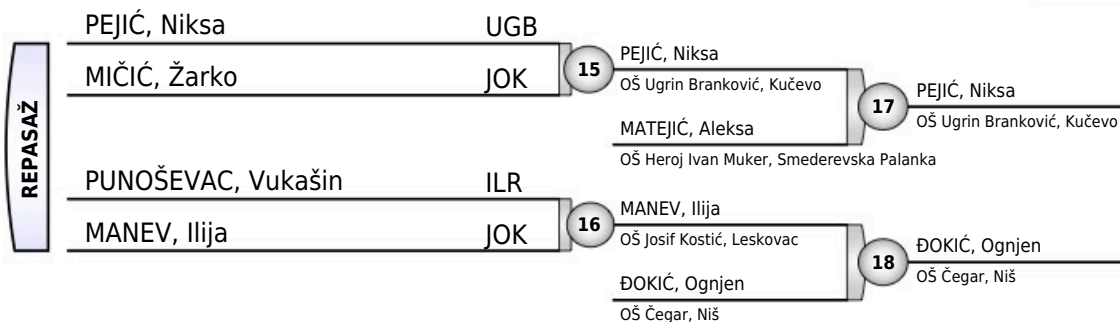 REPASAŽ
PEJIĆ, Niksa UGB
MIČIĆ, Žarko JOK
15
PUNOŠEVAC, Vukašin ILR
MANEV, Ilija JOK
16
PEJIĆ, Niksa
OŠ Ugrin Branković, Kučevo
MATEJIĆ, Aleksa
OŠ Heroj Ivan Muker, Smederevska Palanka
17
MANEV, Ilija
OŠ Josif Kostić, Leskovac
ĐOKIĆ, Ognjen
OŠ Čegar, Niš
18
PEJIĆ, Niksa
OŠ Ugrin Branković, Kučevo
ĐOKIĆ, Ognjen
OŠ Čegar, Niš